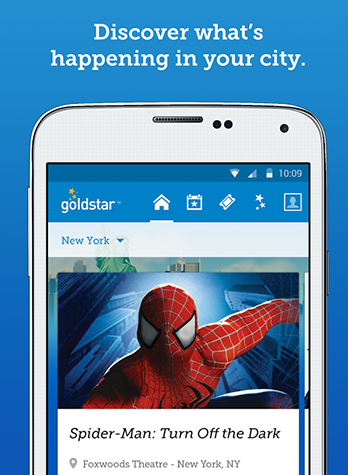 Discover what's
happening in your city.
10:09
goldstar™
New York
Spider-Man: Turn Off the Dark
Foxwoods Theatre - New York, NY